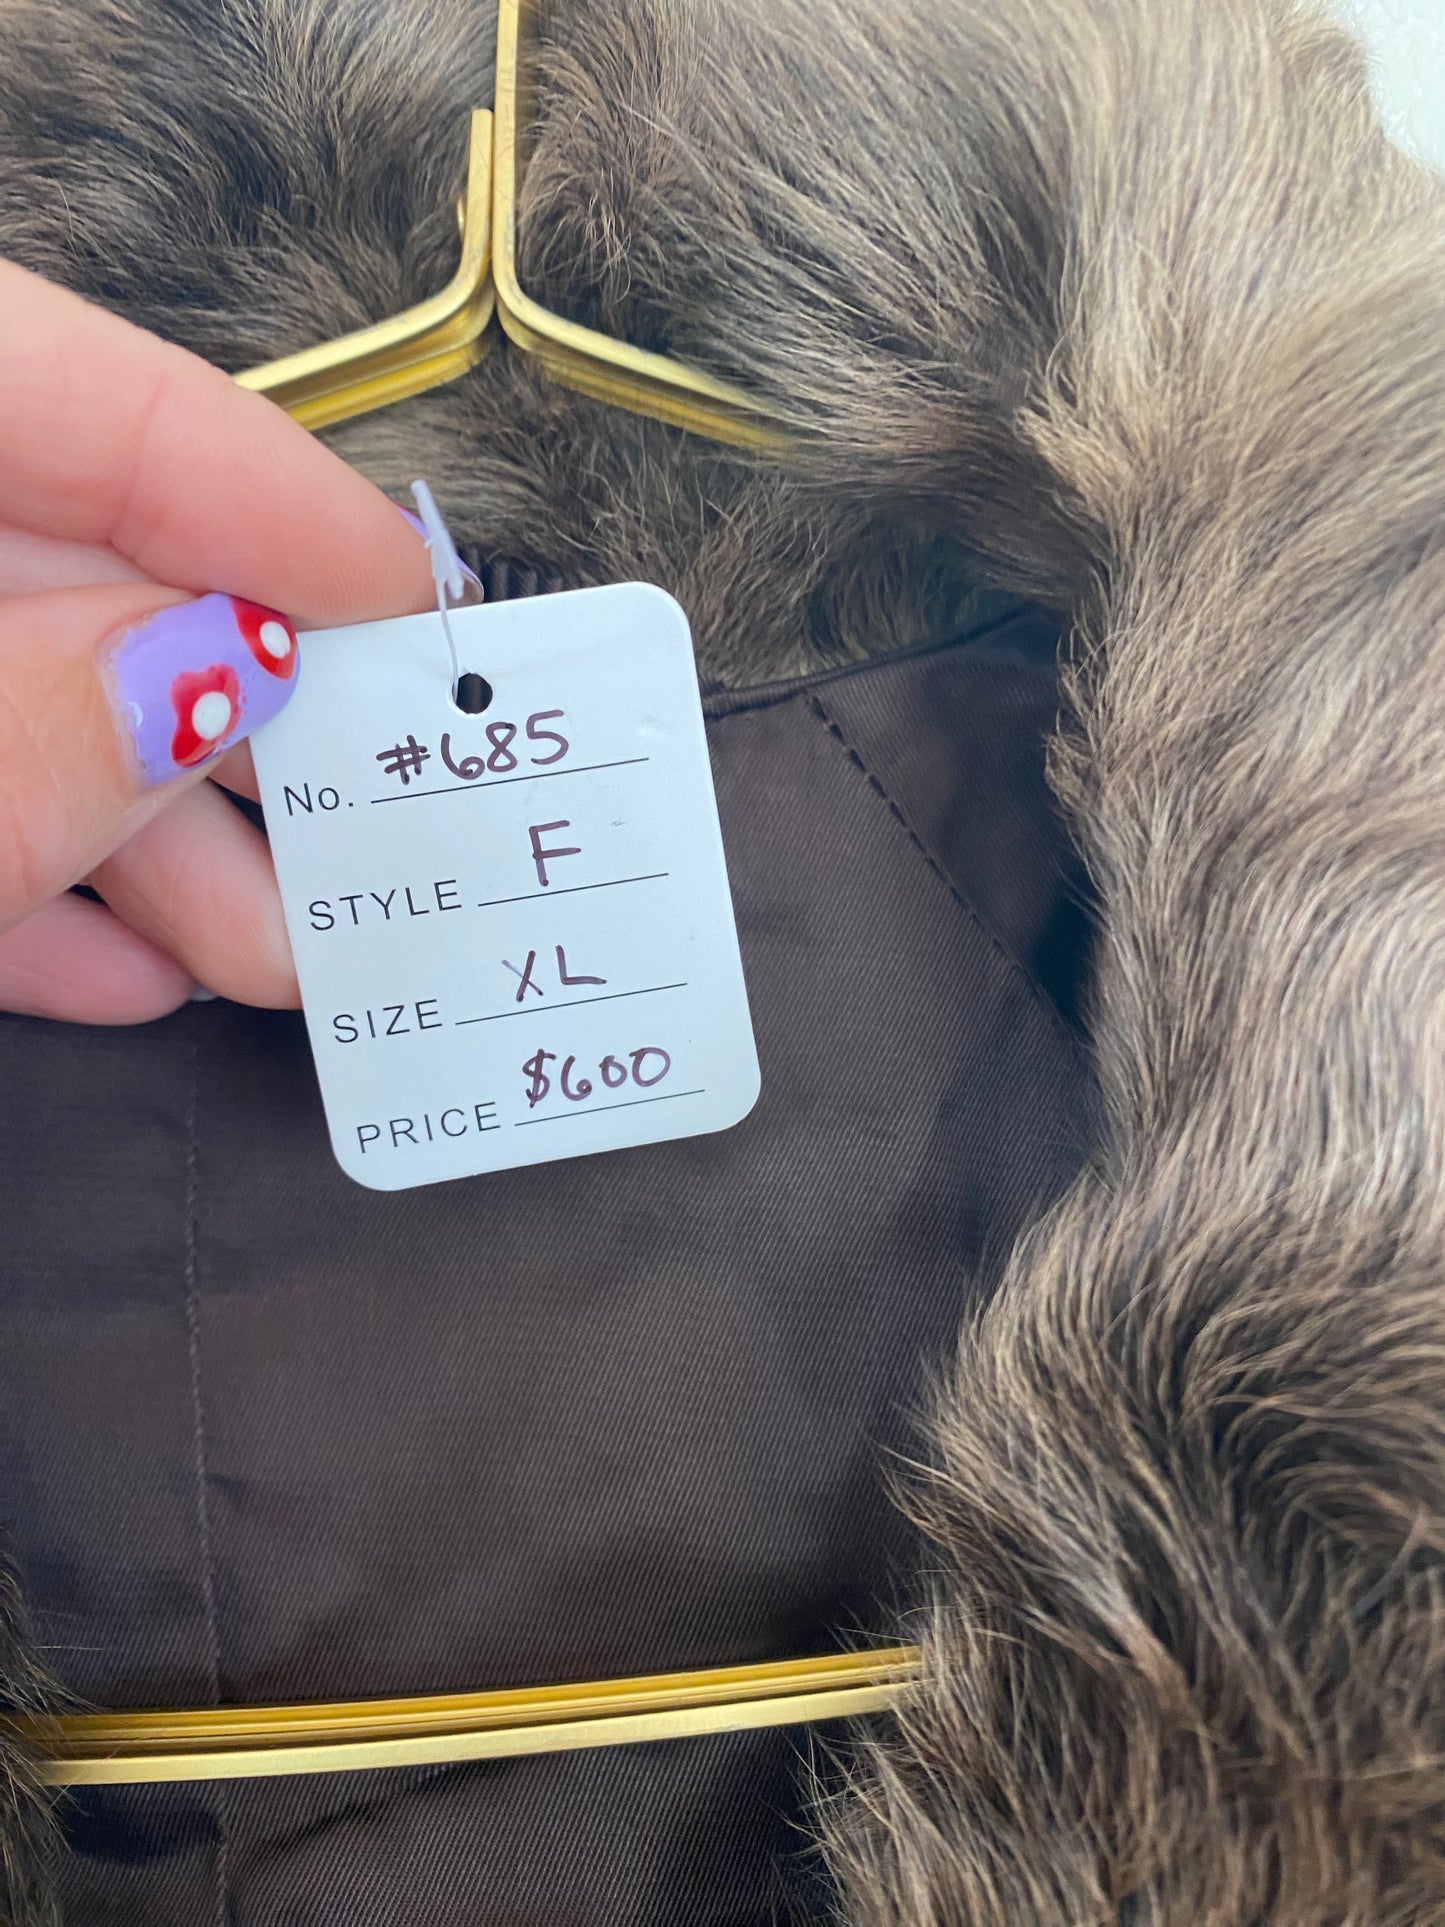 No. #685
STYLE F
SIZE XL
PRICE $600